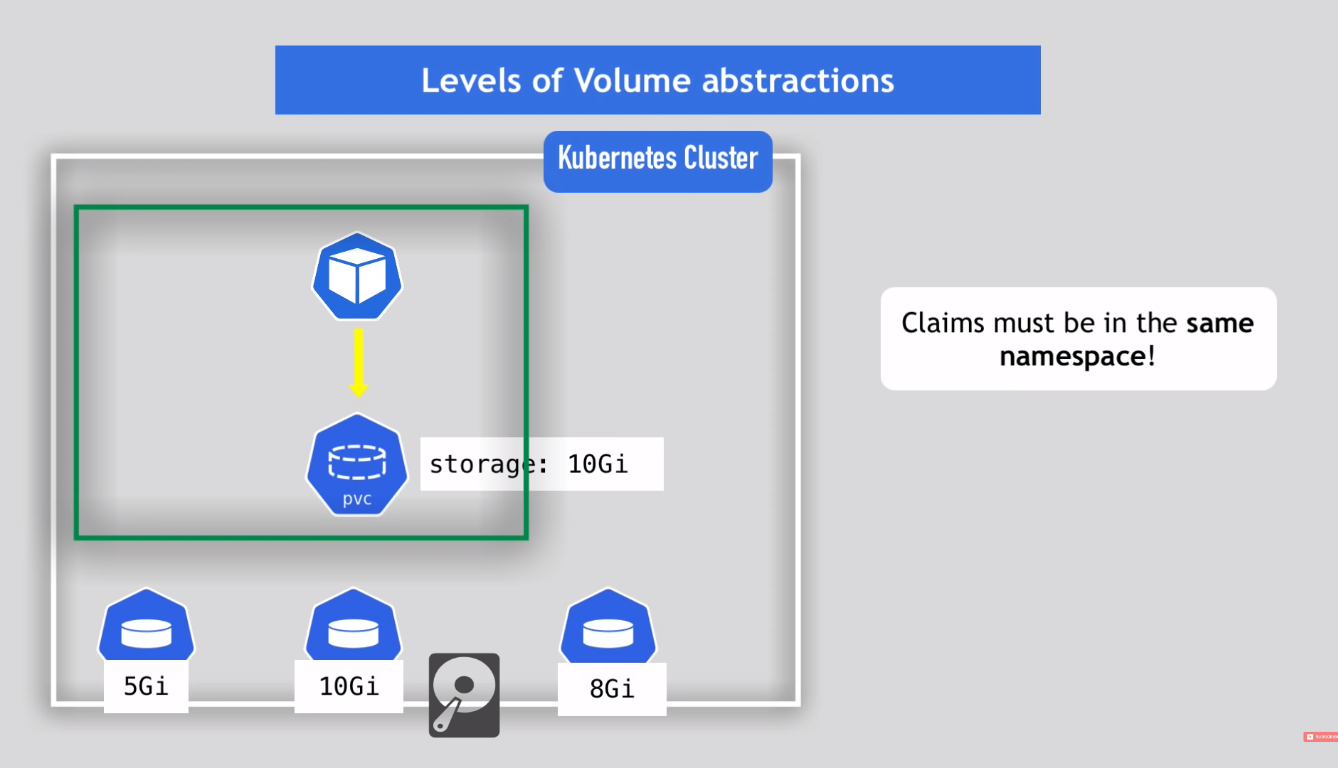 Levels of Volume abstractions
Kubernetes Cluster
Claims must be in the same
namespace!
storage: 10Gi
pvc
5Gi
10Gi
8Gi